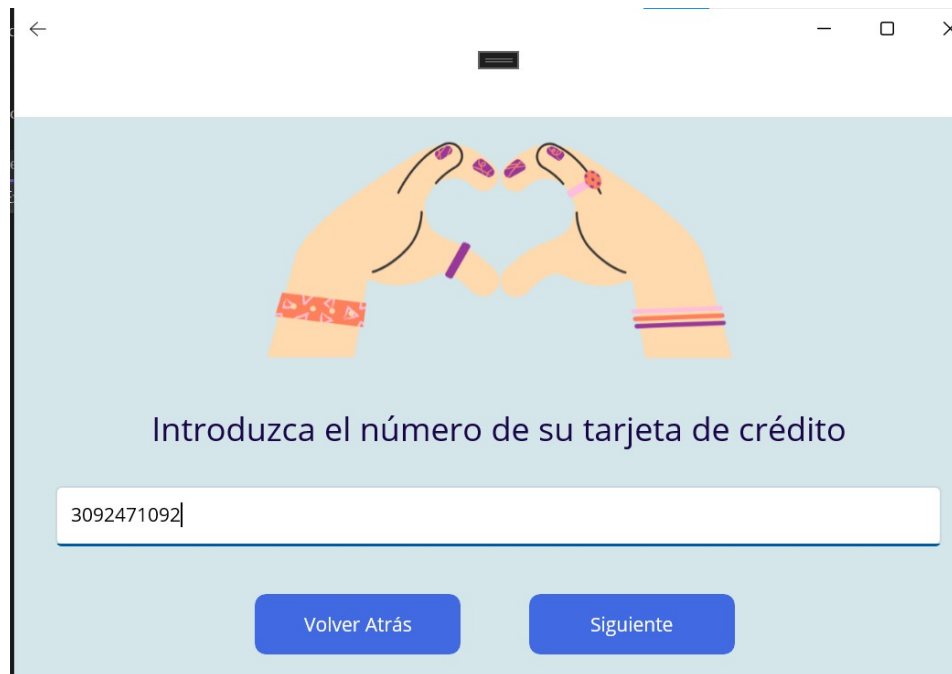 Introduzca el número de su tarjeta de crédito
3092471092
Volver Atrás
Siguiente